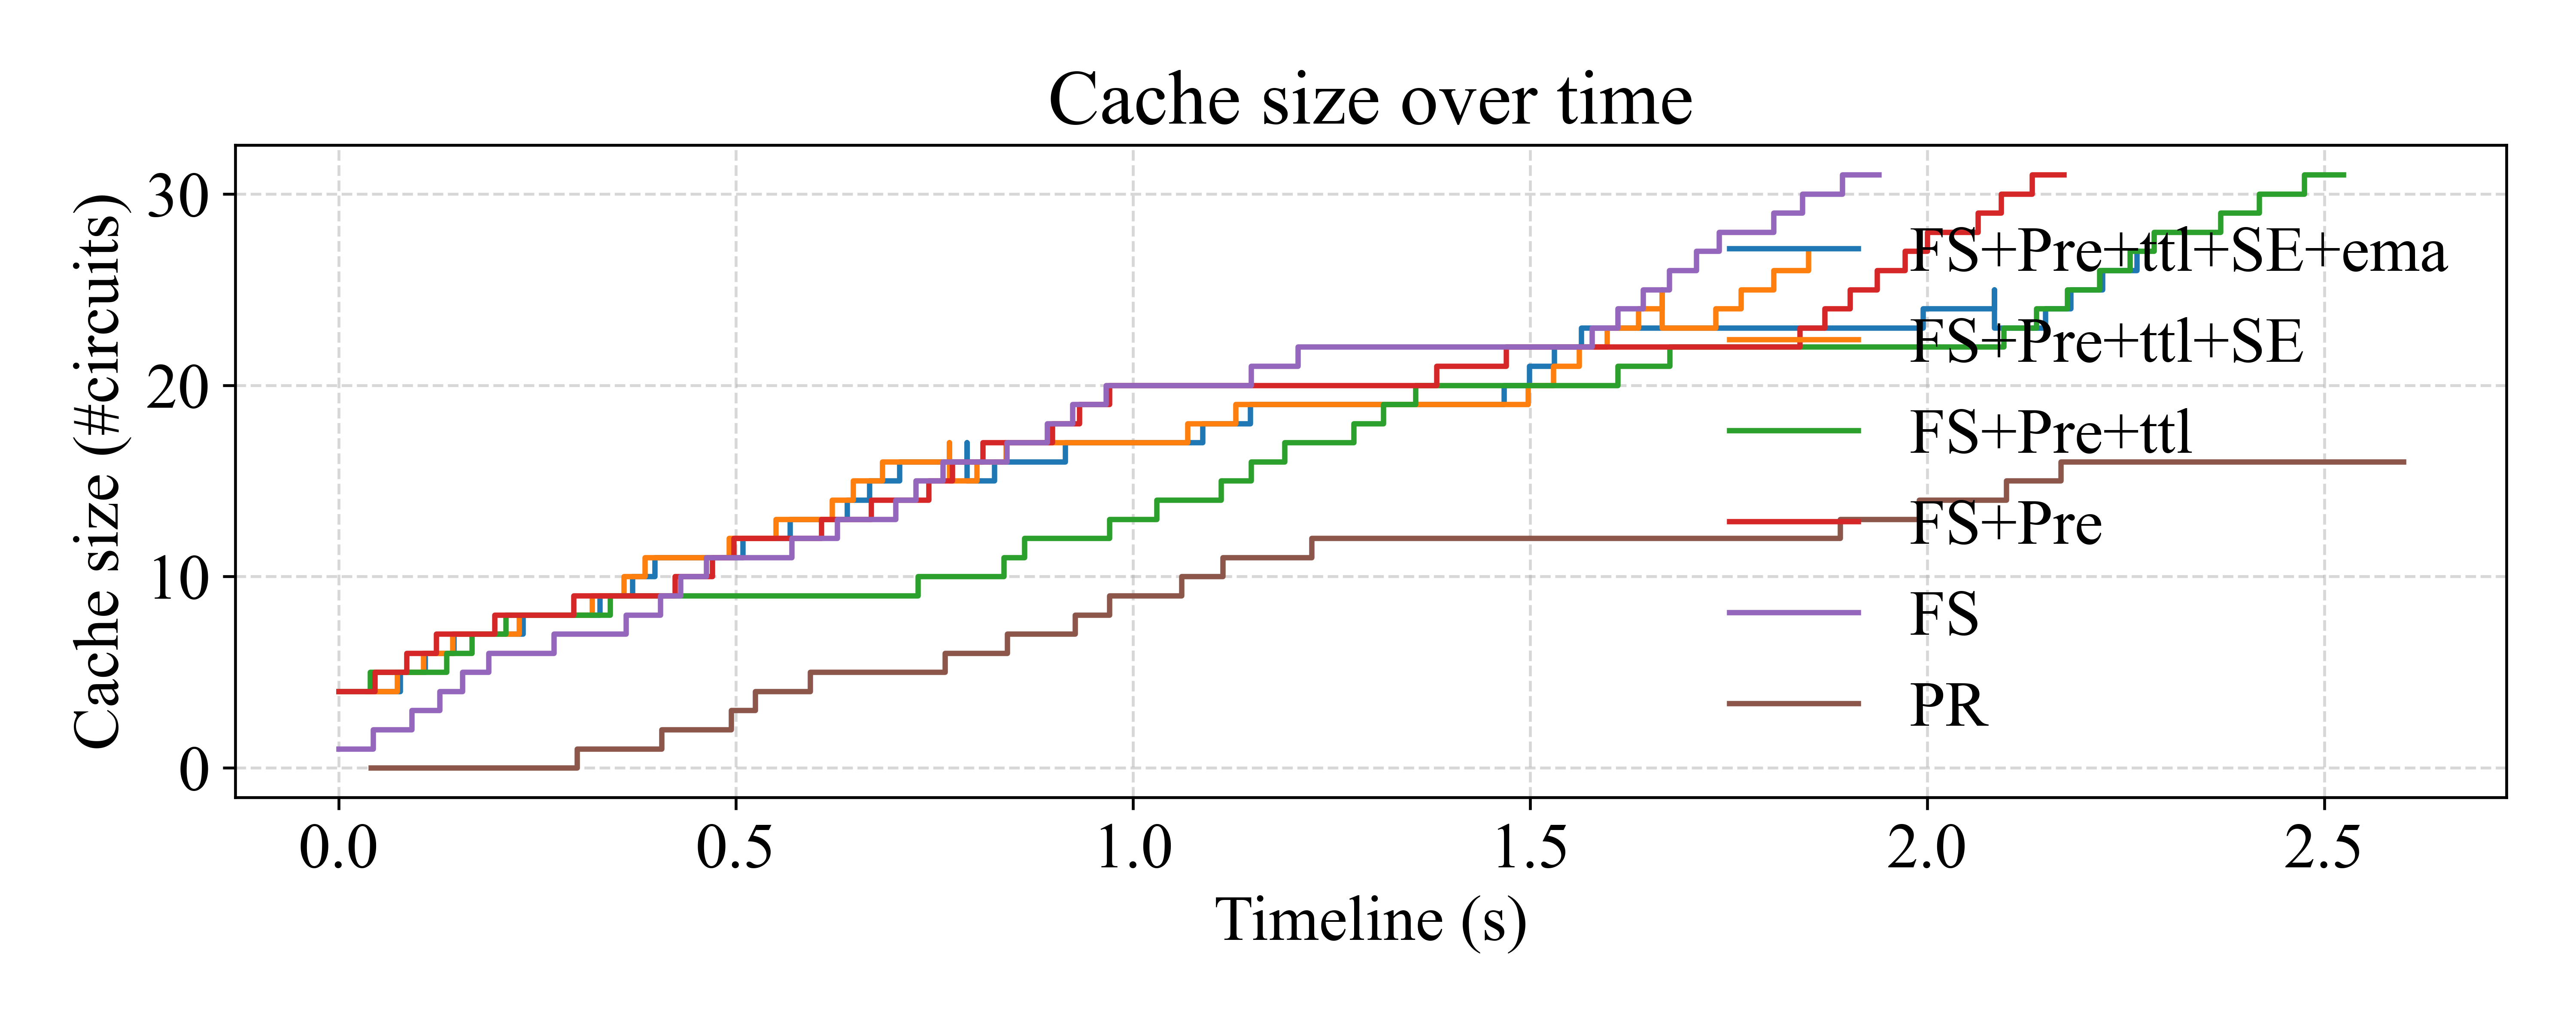 Cache size over time
Cache size (#circuits)
30
20
10
0
FS+Pre+ttl+SE+ema
FS+Pre+ttl+SE
FS+Pre+ttl
FS+Pre
FS
PR
0.0 0.5 1.0 1.5 2.0 2.5
Timeline (s)